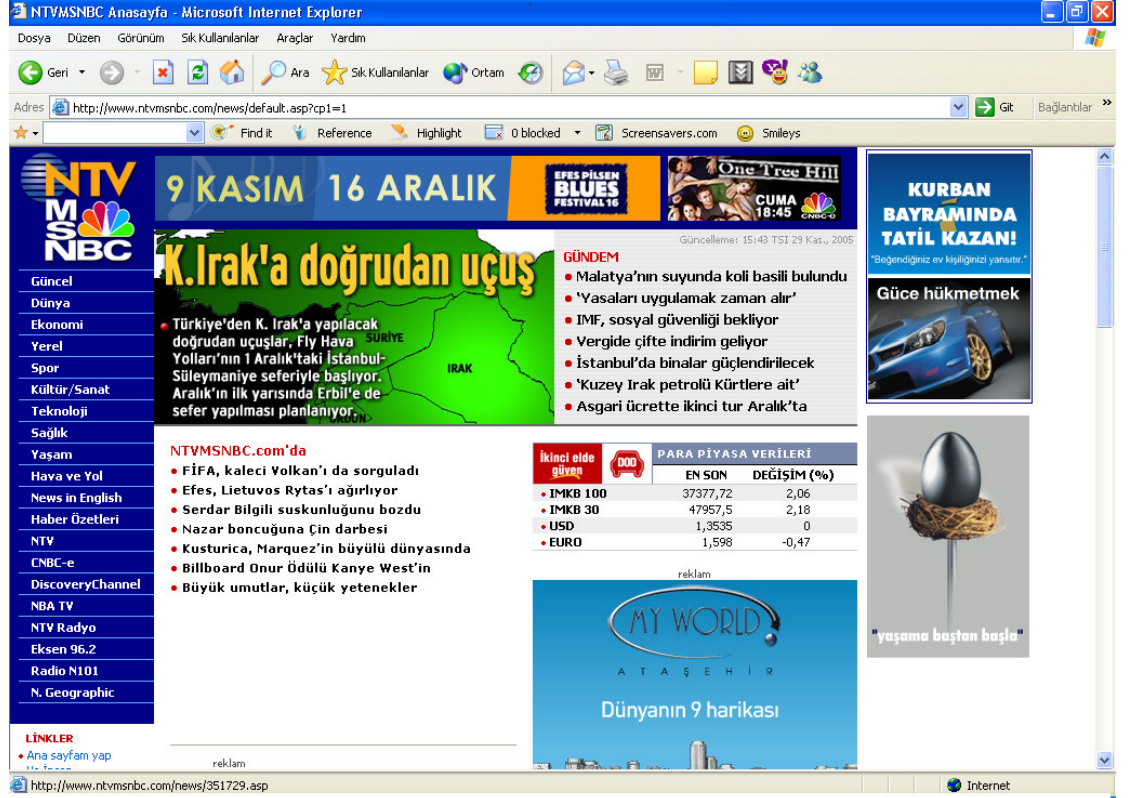 NTVMSNBC Anasayfa - Microsoft Internet Explorer
Dosya Düzen Görünüm Sık Kullanılanlar Araçlar Yardım
Geri Ara Sık Kullanılanlar Ortam
Adres http://www.ntvmsnbc.com/news/default.asp?cp1=1 Git Bağlantılar »
Find it Reference Highlight 0 blocked Screensavers.com Smileys
NTV
MSNBC
9 KASIM 16 ARALIK
EFES PİLSEN
BLUES
FESTIVAL 16
One Tree Hill
CUMA
18:45
CNBC-e
Güncel
Dünya
Ekonomi
Yerel
Spor
Kültür/Sanat
Teknoloji
Sağlık
Yaşam
Hava ve Yol
News in English
Haber Özetleri
NTV
CNBC-e
DiscoveryChannel
NBA TV
NTV Radyo
Eksen 96.2
Radio N101
N. Geographic
LİNKLER
Ana sayfam yap
K.Irak'a doğrudan uçuş
Türkiye'den K. Irak'a yapılacak
doğrudan uçuşlar, Fly Hava
Yolları'nın 1 Aralık'taki İstanbul-
Süleymaniye seferiyle başlıyor.
Aralık'ın ilk yarısında Erbil'e de
sefer yapılması planlanıyor.
SURİYE
IRAK
ÜRDÜN
Güncelleme: 15:43 TSI 29 Kas., 2005
GÜNDEM
Malatya'nın suyunda koli basili bulundu
'Yasaları uygulamak zaman alır'
IMF, sosyal güvenliği bekliyor
Vergide çifte indirim geliyor
İstanbul'da binalar güçlendirilecek
'Kuzey Irak petrolü Kürtlere ait'
Asgari ücrette ikinci tur Aralık'ta
NTVMSNBC.com'da
FİFA, kaleci Volkan'ı da sorguladı
Efes, Lietuvos Rytas'ı ağırlıyor
Serdar Bilgili suskunluğunu bozdu
Nazar boncuğuna Çin darbesi
Kusturica, Marquez'in büyülü dünyasında
Billboard Onur Ödülü Kanye West'in
Büyük umutlar, küçük yetenekler
reklam
İkinci elde
güven
DOD
PARA PİYASA VERİLERİ
EN SON DEĞİŞİM (%)
IMKB 100 37377,72 2,06
IMKB 30 47957,5 2,18
USD 1,3535 0
EURO 1,598 -0,47
reklam
MY WORLD
ATAŞEHİR
Dünyanın 9 harikası
KURBAN
BAYRAMINDA
TATİL KAZAN!
"Beğendiğiniz ev kişiliğinizi yansıtır."
Güce hükmetmek
"yaşama baştan başla"
http://www.ntvmsnbc.com/news/351729.asp
Internet